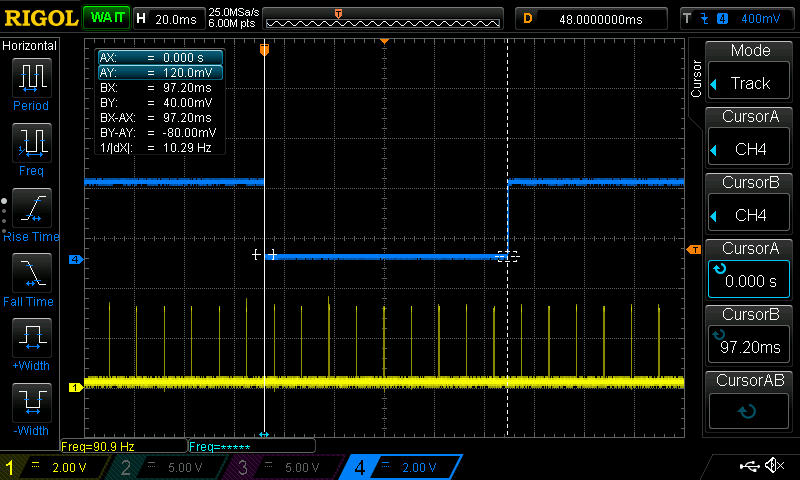 RIGOL WAIT H 20.0ms 25.0MSa/s 6.00M pts T D 48.0000000ms T 4 400mV
Horizontal
Period
Freq
Rise Time
Fall Time
+Width
-Width
AX: = 0.000 s
AY: = 120.0mV
BX: = 97.20ms
BY: = 40.00mV
BX-AX: = 97.20ms
BY-AY: = -80.00mV
1/|dX|: = 10.29 Hz
T
4
1
T
Cursor
Mode
Track
CursorA
CH4
CursorB
CH4
CursorA
0.000 s
CursorB
97.20ms
CursorAB
Freq=90.9 Hz Freq=*****
1 = 2.00 V 2 = 5.00 V 3 = 5.00 V 4 = 2.00 V